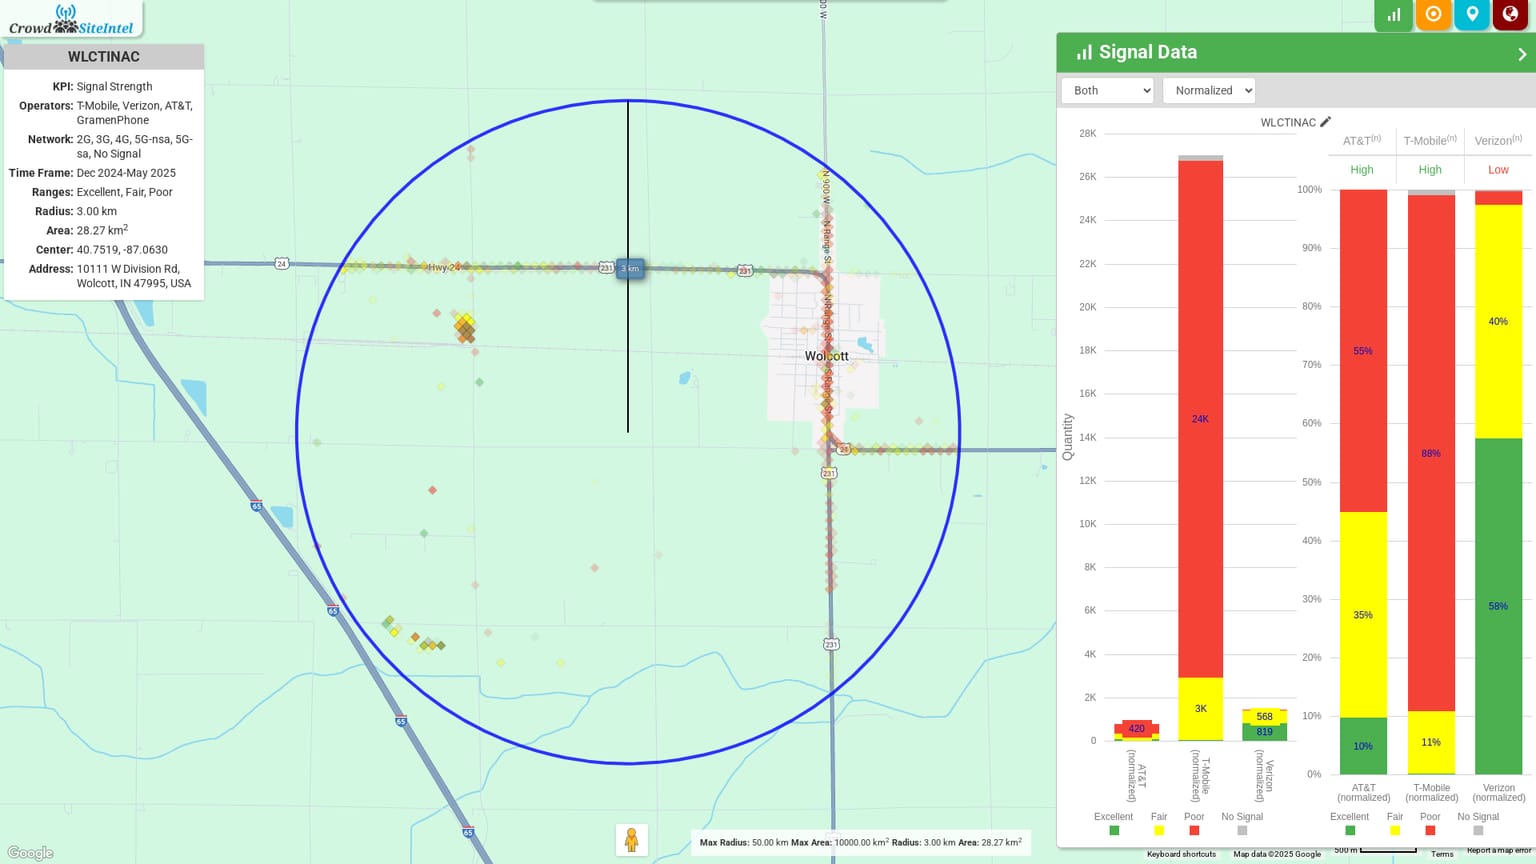 Crowd SiteIntel
WLCTINAC
KPI: Signal Strength
Operators: T-Mobile, Verizon, AT&T,
GramenPhone
Network: 2G, 3G, 4G, 5G-nsa, 5G-
sa, No Signal
Time Frame: Dec 2024-May 2025
Ranges: Excellent, Fair, Poor
Radius: 3.00 km
Area: 28.27 km²
Center: 40.7519, -87.0630
Address: 10111 W Division Rd,
Wolcott, IN 47995, USA
24
Hwy 24
231
3 km
231
N 900 W
N Range St
Wolcott
24
231
231
65
65
65
65
Google
Max Radius: 50.00 km Max Area: 10000.00 km² Radius: 3.00 km Area: 28.27 km²
Signal Data
Both
Normalized
WLCTINAC
Quantity
28K
26K
24K
22K
20K
18K
16K
14K
12K
10K
8K
6K
4K
2K
0
420
24K
3K
568
819
AT&T
(normalized)
T-Mobile
(normalized)
Verizon
(normalized)
Excellent Fair Poor No Signal
AT&T(n) T-Mobile(n) Verizon(n)
High High Low
100%
90%
80%
70%
60%
50%
40%
30%
20%
10%
0%
55%
35%
10%
88%
11%
40%
58%
AT&T
(normalized)
T-Mobile
(normalized)
Verizon
(normalized)
Excellent Fair Poor No Signal
Keyboard shortcuts Map data ©2025 Google 500 m Terms Report a map error